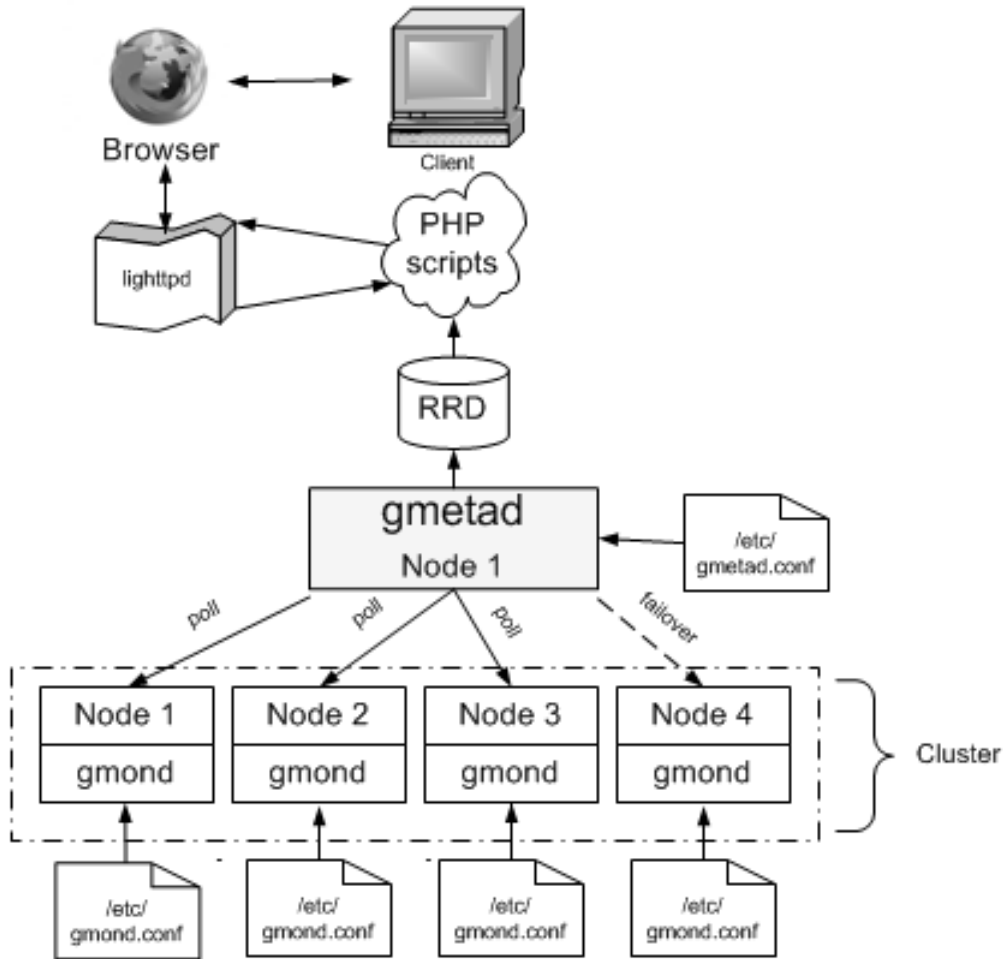 Browser
Client
PHP
scripts
lighttpd
RRD
gmetad
Node 1
/etc/
gmetad.conf
poll
poll
poll
failover
Node 1
Node 2
Node 3
Node 4
gmond
gmond
gmond
gmond
Cluster
/etc/
gmond.conf
/etc/
gmond.conf
/etc/
gmond.conf
/etc/
gmond.conf